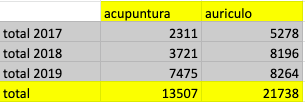 acupuntura auriculo
total 2017 2311 5278
total 2018 3721 8196
total 2019 7475 8264
total 13507 21738